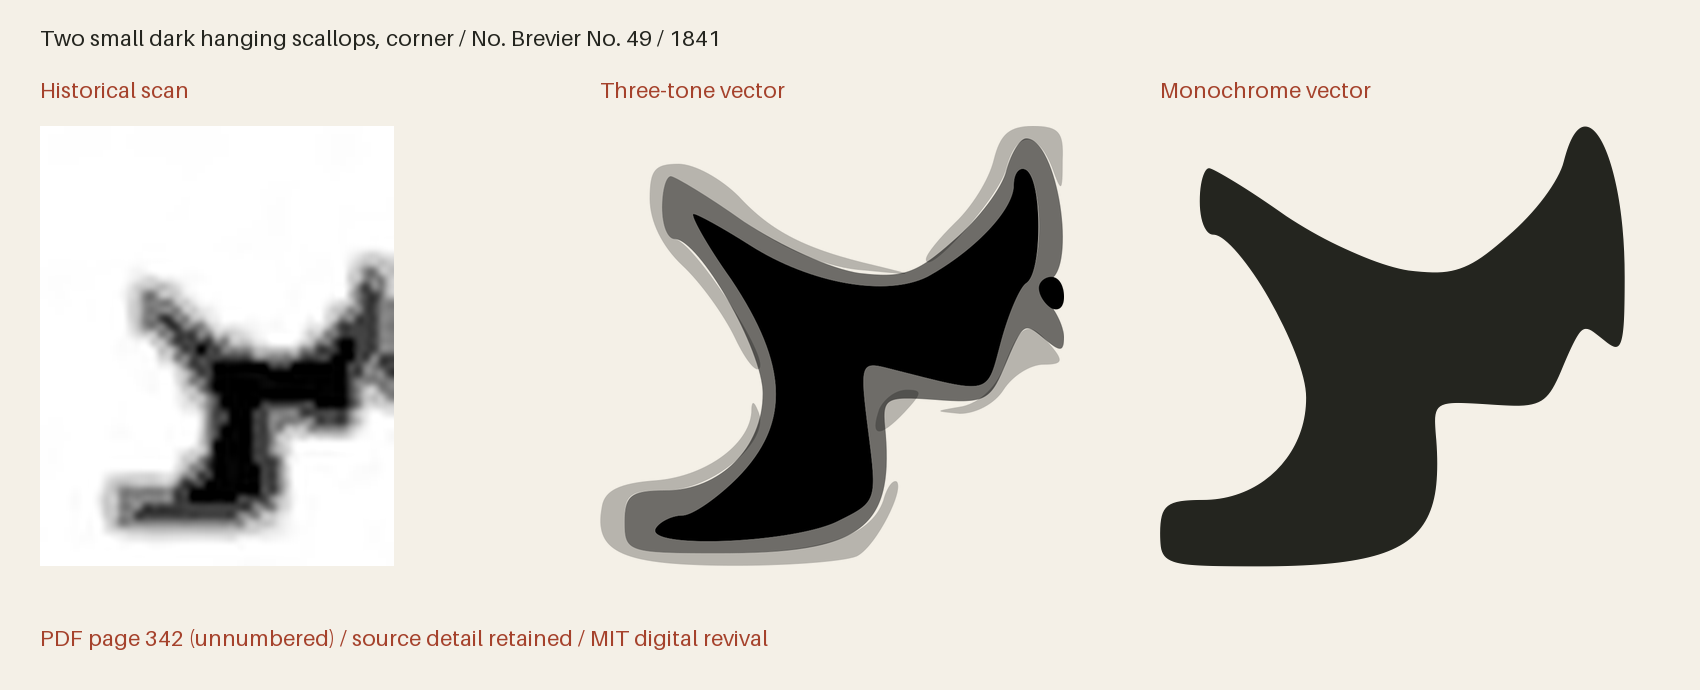 Two small dark hanging scallops, corner / No. Brevier No. 49 / 1841
Historical scan
Three-tone vector
Monochrome vector
PDF page 342 (unnumbered) / source detail retained / MIT digital revival